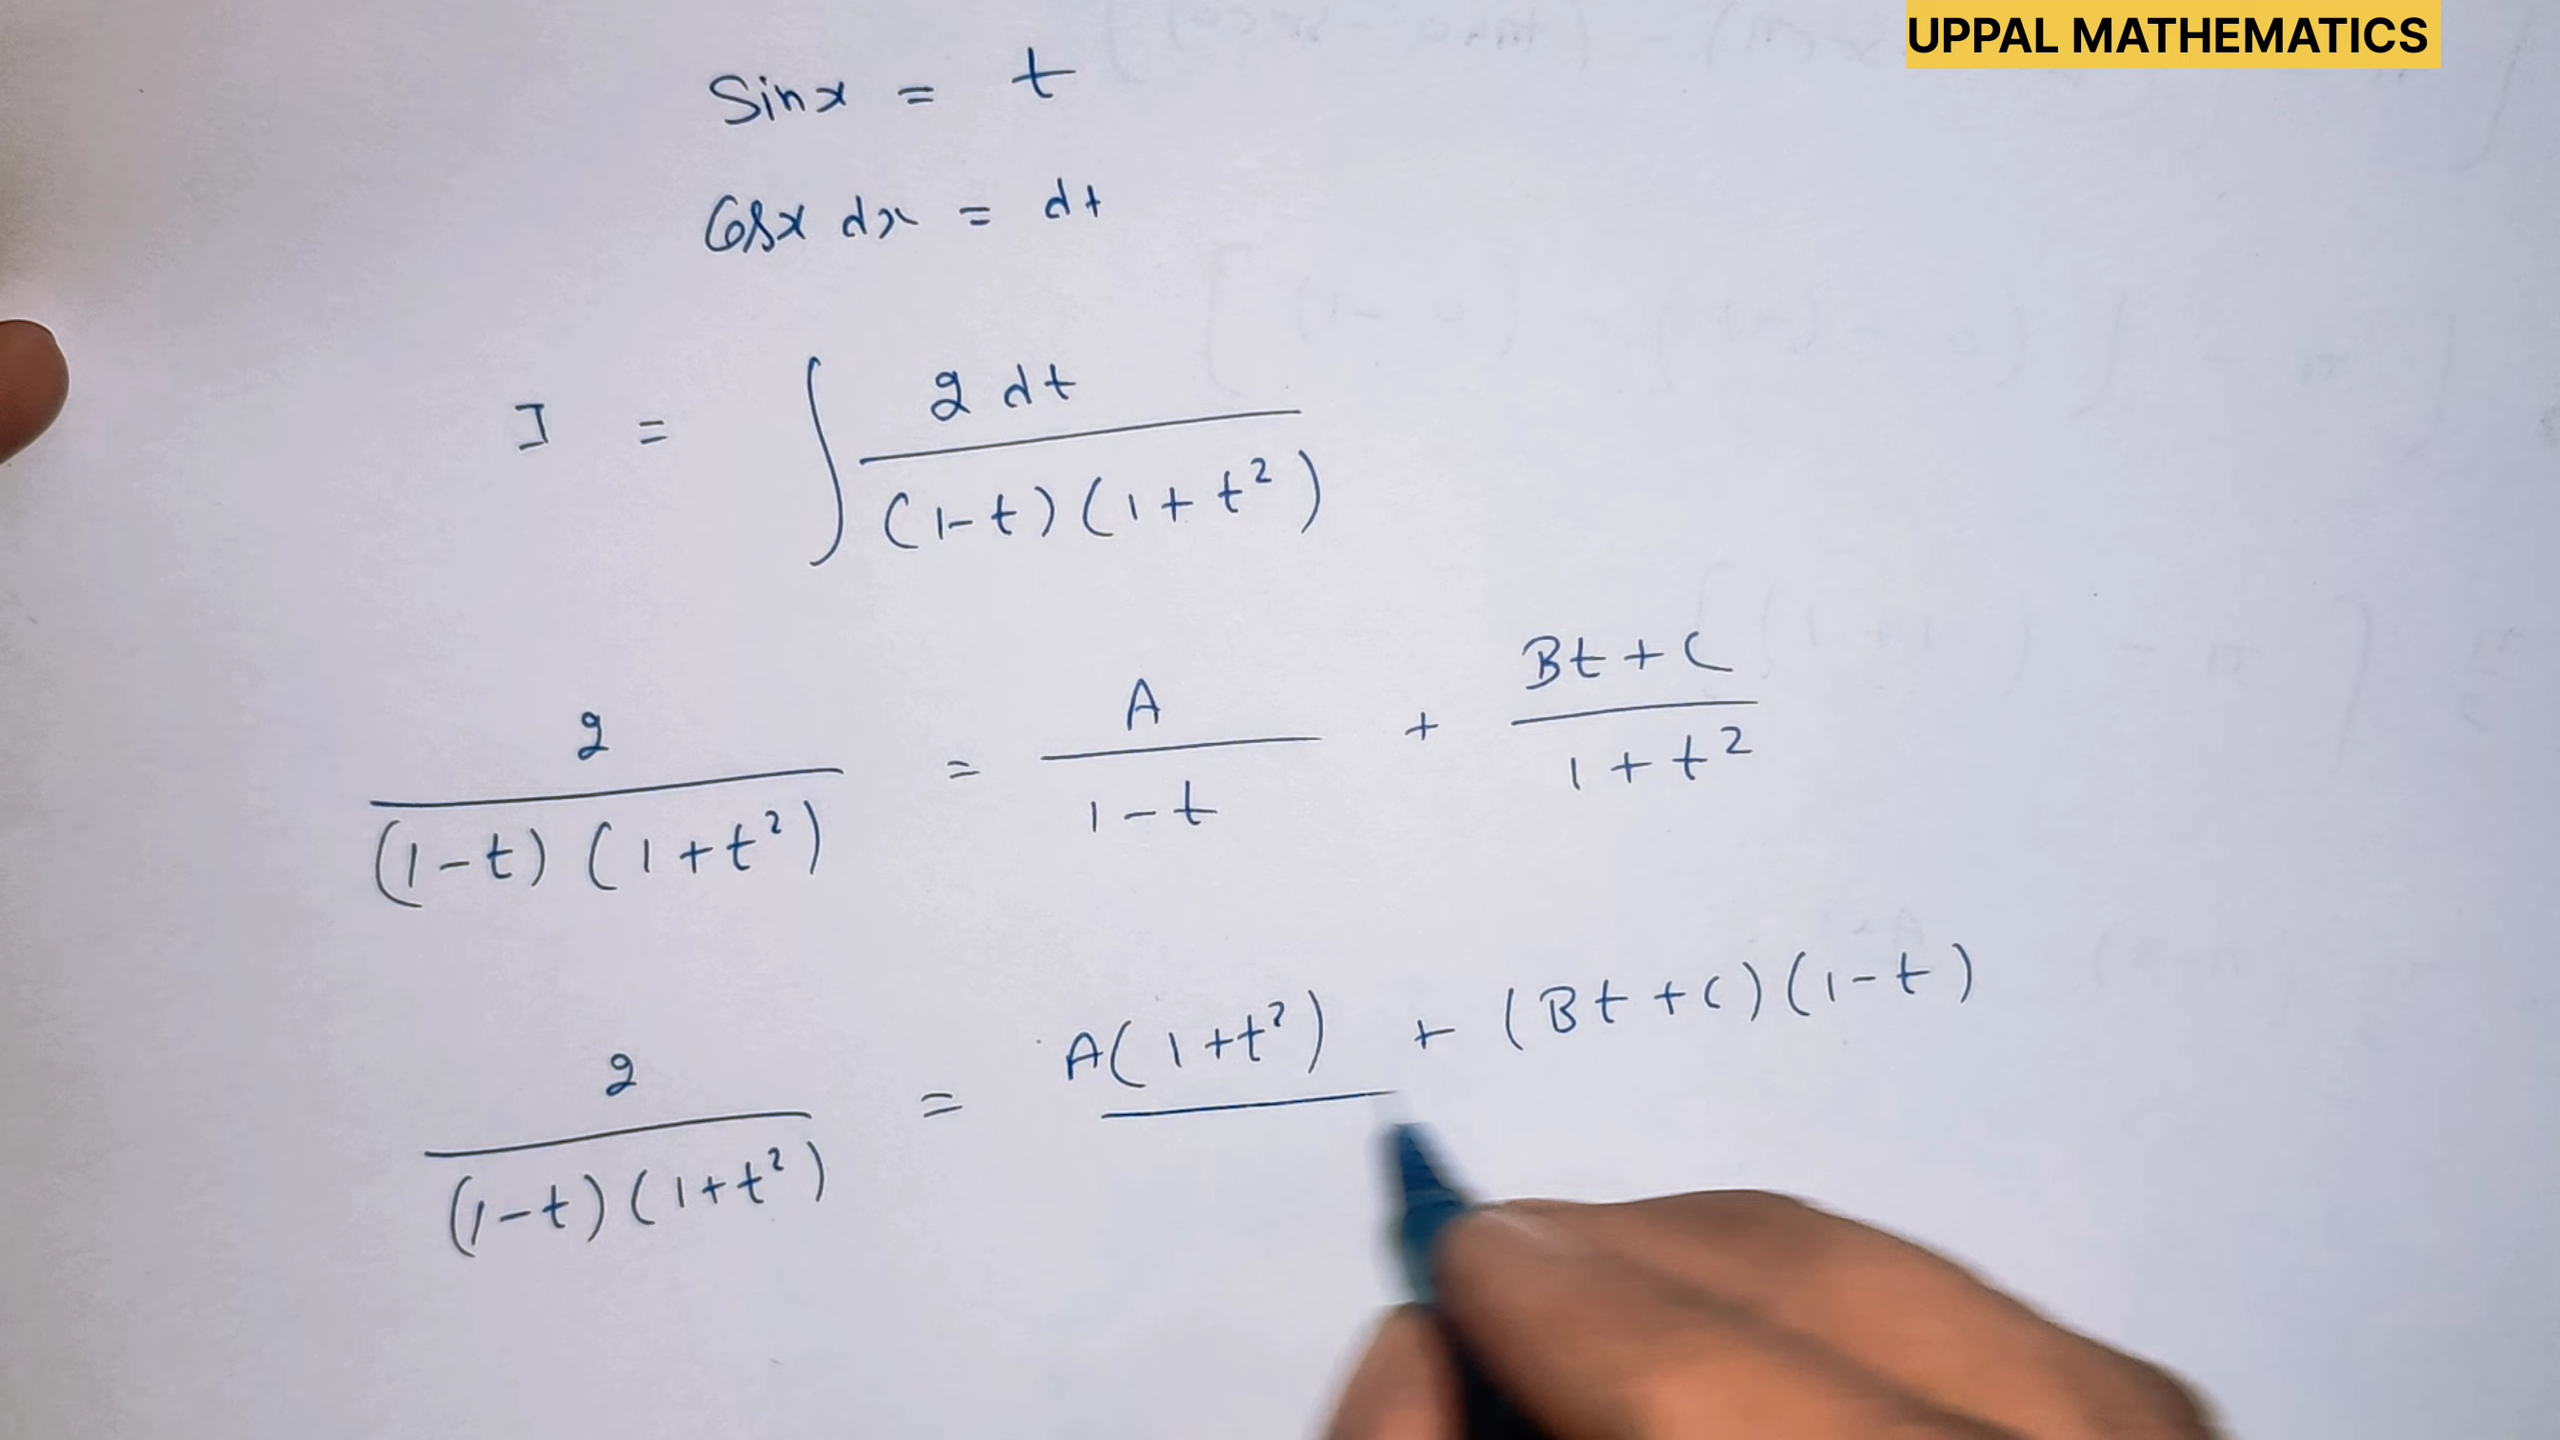 UPPAL MATHEMATICS
Sinx = t
Cosx dx = dt
I = ∫ 2 dt / (1-t)(1+t²)
2 / (1-t)(1+t²) = A / 1-t + Bt+C / 1+t²
2 / (1-t)(1+t²) = A(1+t²) + (Bt+C)(1-t)